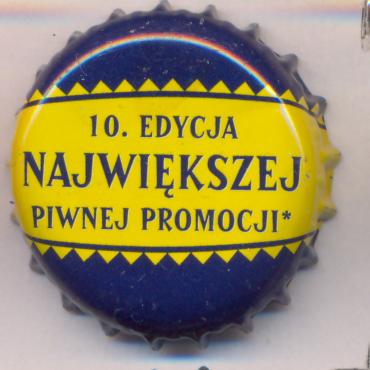 10. EDYCJA
NAJWIĘKSZEJ
PIWNEJ PROMOCJI*